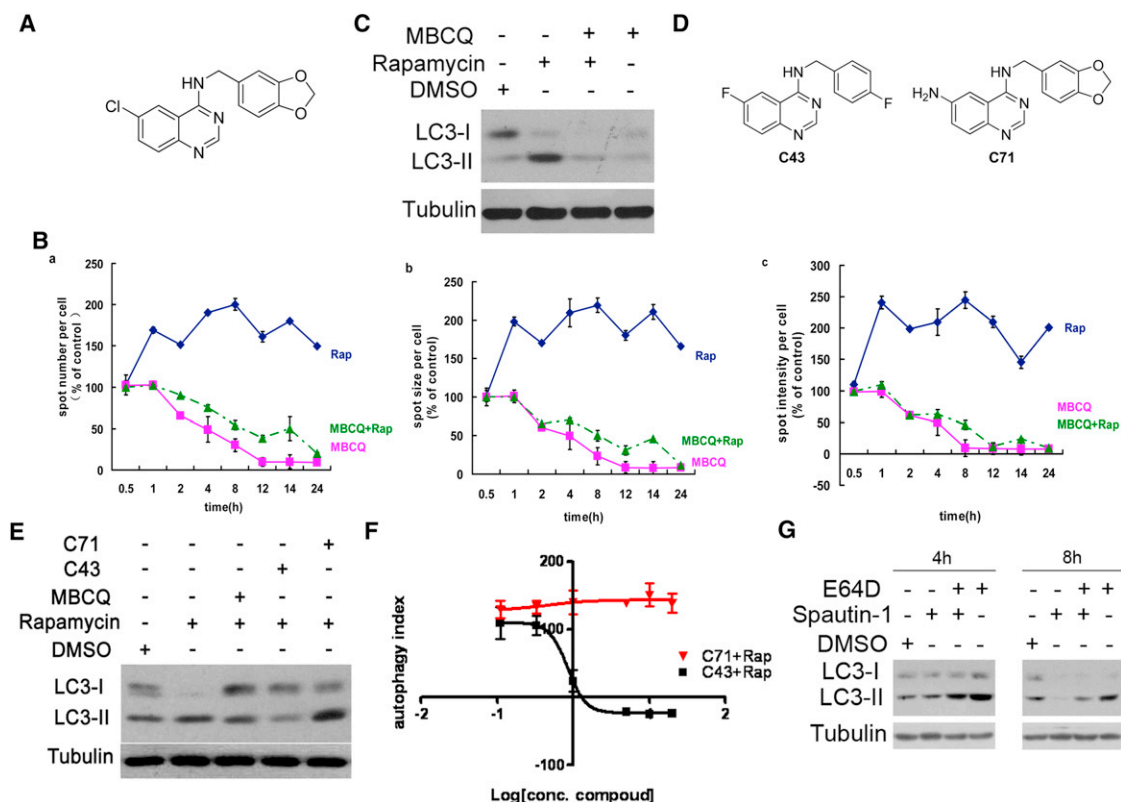 A
HN
Cl
N
N
O
O
C
MBCQ - - + +
Rapamycin - + + -
DMSO + - - -
LC3-I
LC3-II
Tubulin
D
HN
F
N
N
F
C43
HN
H₂N
N
N
O
O
C71
B
a
spot number per cell
( % of control )
250
200
150
100
50
0
0.5 1 2 4 8 12 14 24
time(h)
Rap
MBCQ+Rap
MBCQ
b
spot size per cell
(% of control)
250
200
150
100
50
0
0.5 1 2 4 8 12 14 24
time(h)
Rap
MBCQ+Rap
MBCQ
c
spot intensity per cell
(% of control)
300
250
200
150
100
50
0
-50
0.5 1 2 4 8 12 14 24
time(h)
Rap
MBCQ
MBCQ+Rap
E
C71 - - - - +
C43 - - - + -
MBCQ - - + - -
Rapamycin - + + + +
DMSO + - - - -
LC3-I
LC3-II
Tubulin
F
autophagy index
200
100
-100
-2 -1 1 2
C71+Rap
C43+Rap
Log[conc. compoud]
G
4h 8h
E64D - - + + - - + +
Spautin-1 - + + - - + + -
DMSO + - - - + - - -
LC3-I
LC3-II
Tubulin